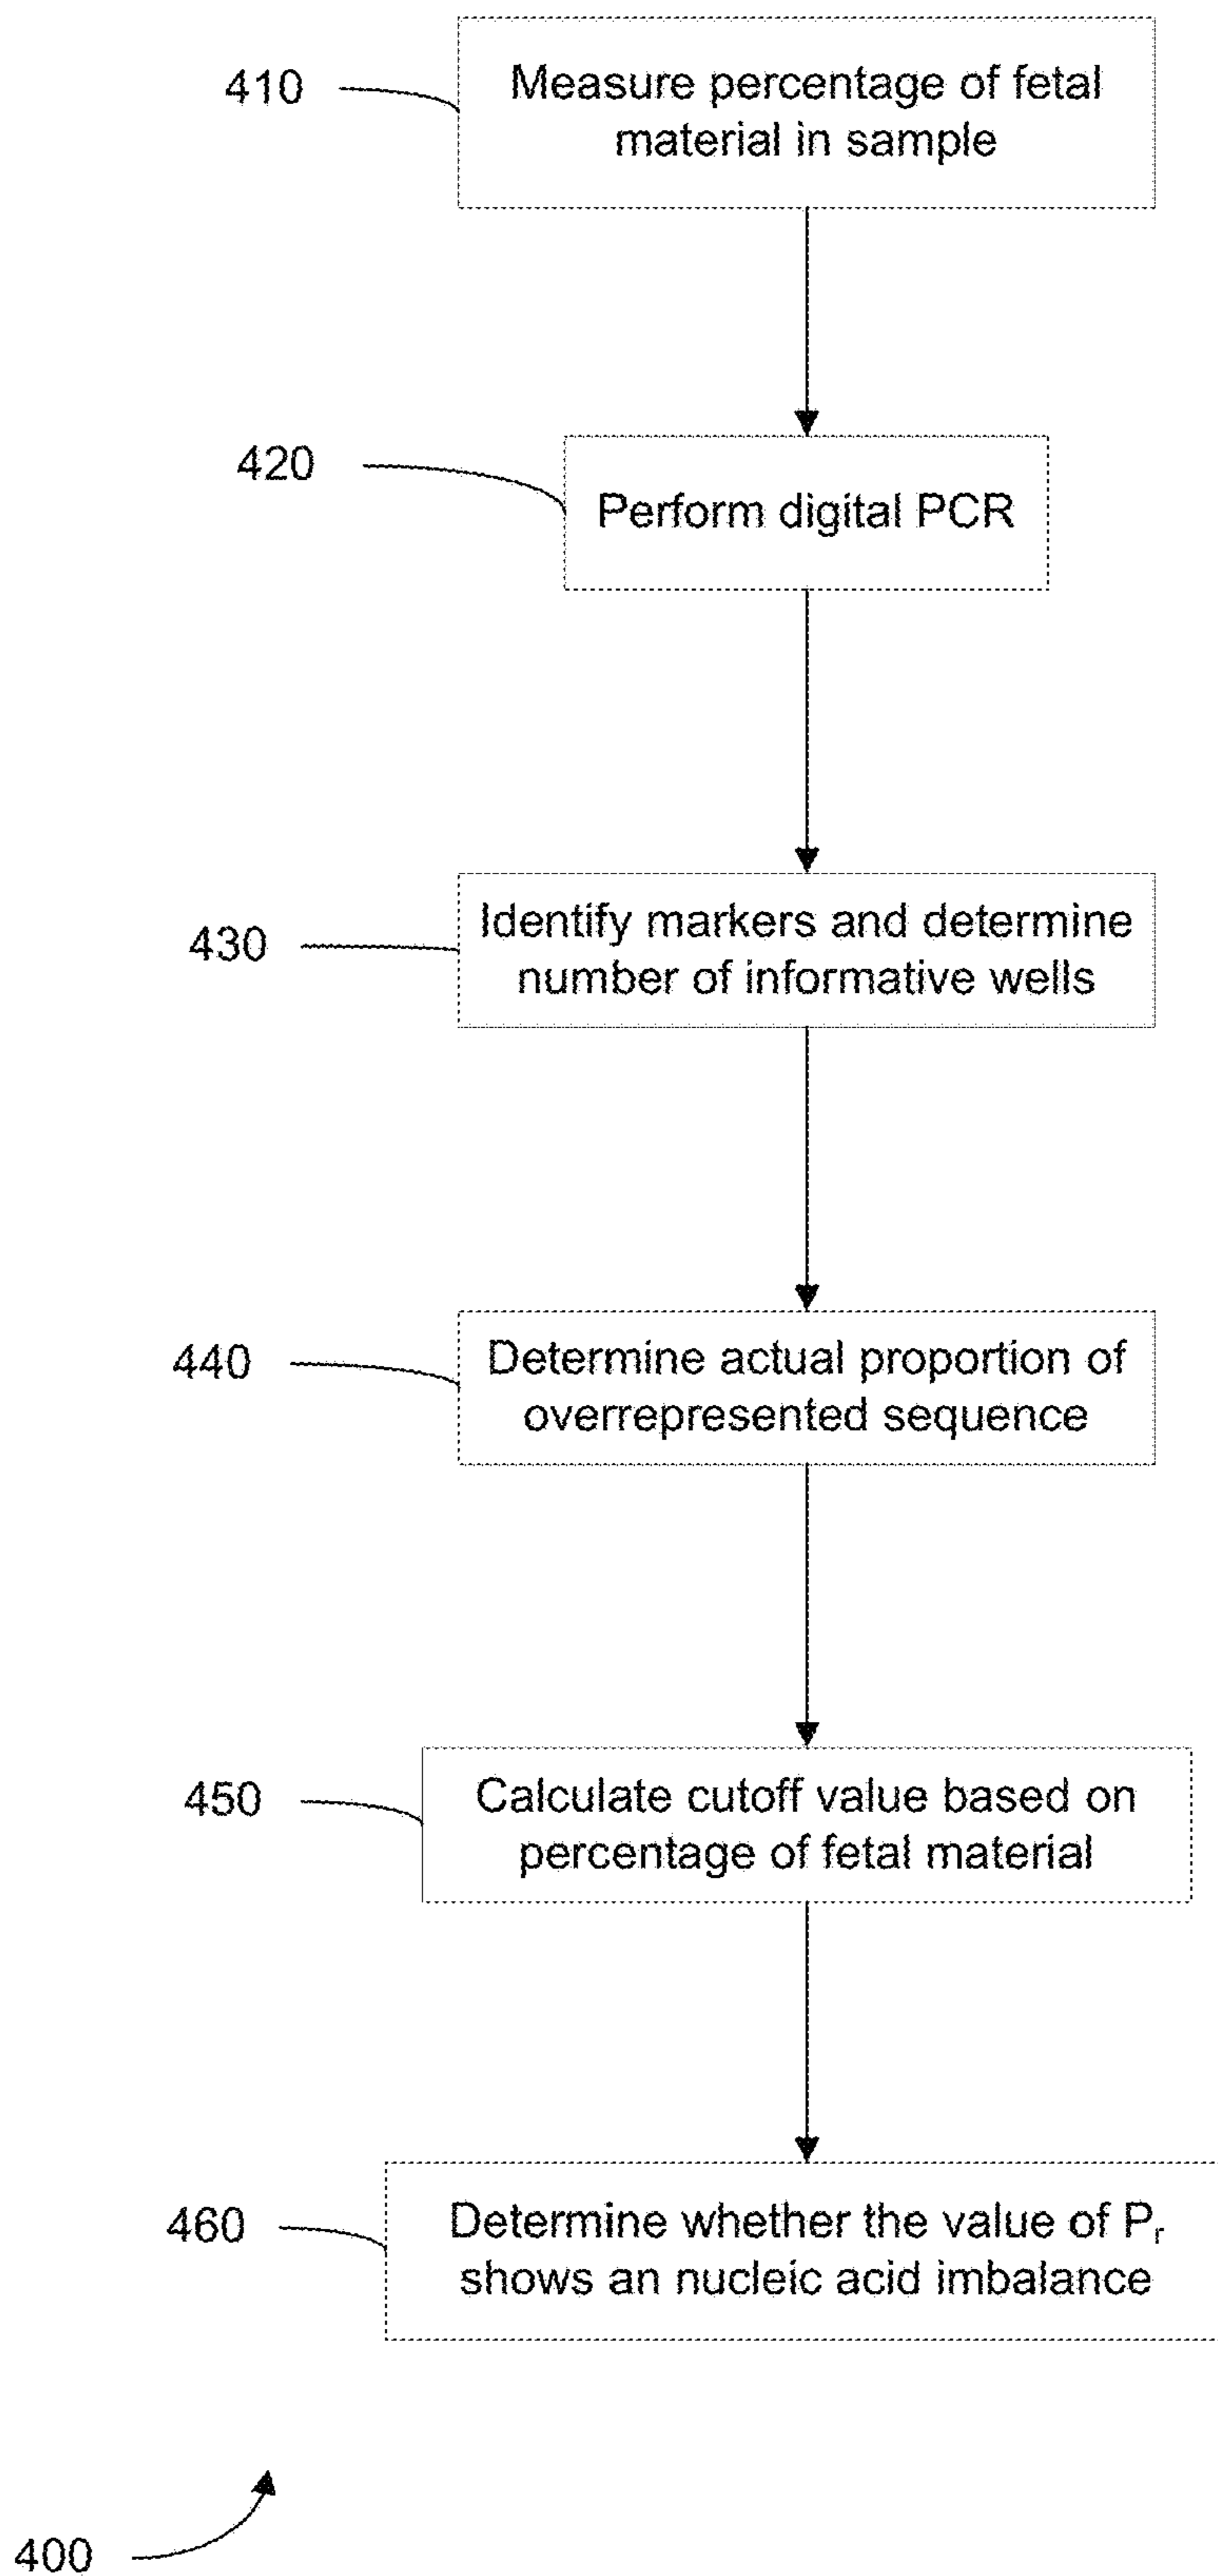 410
Measure percentage of fetal
material in sample
420
Perform digital PCR
430
Identify markers and determine
number of informative wells
440
Determine actual proportion of
overrepresented sequence
450
Calculate cutoff value based on
percentage of fetal material
460
Determine whether the value of Pr
shows an nucleic acid imbalance
400